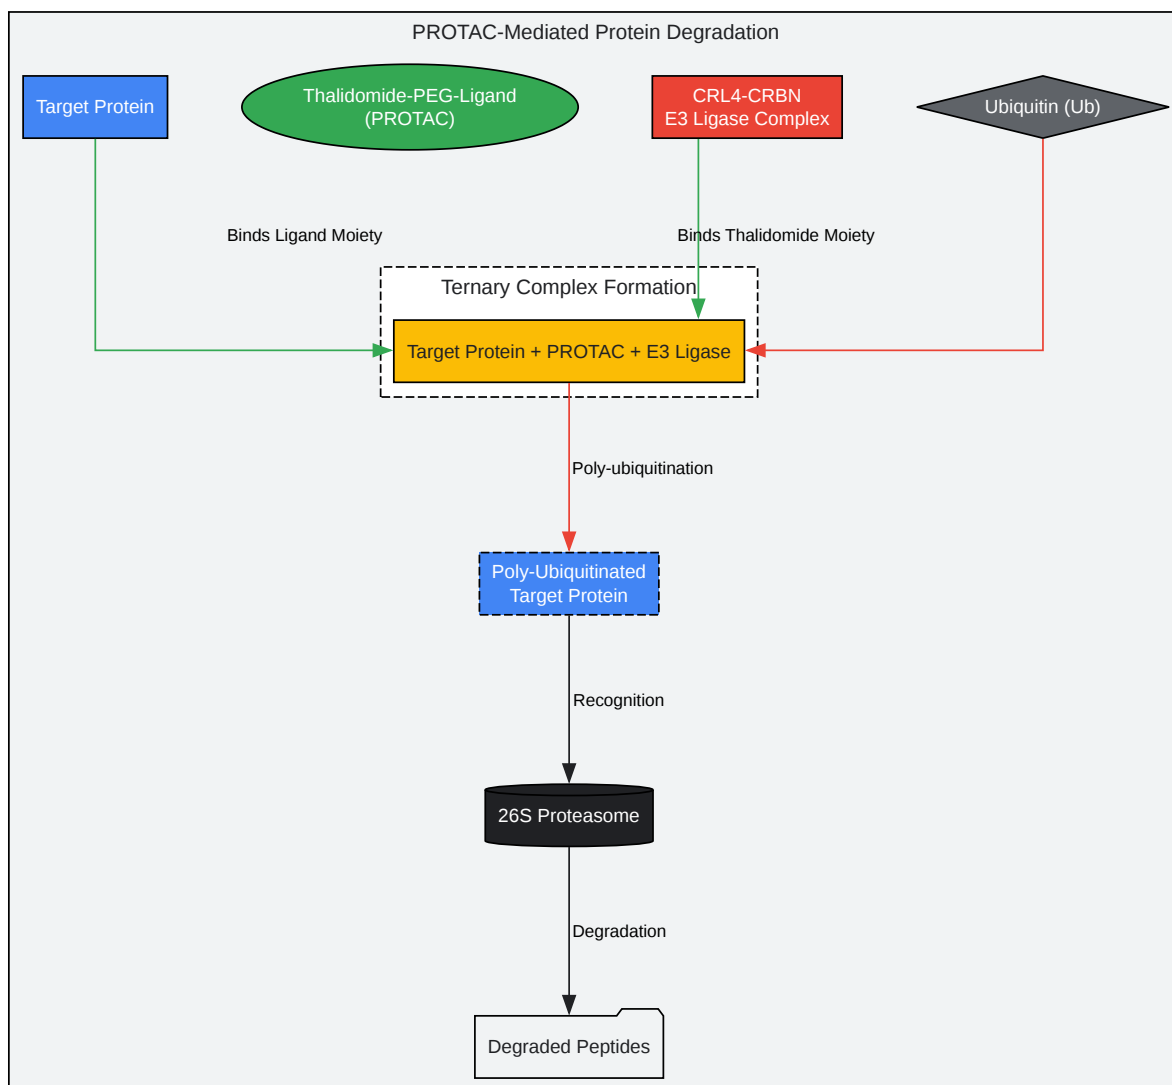 PROTAC-Mediated Protein Degradation
Target Protein
Thalidomide-PEG-Ligand
(PROTAC)
CRL4-CRBN
E3 Ligase Complex
Ubiquitin (Ub)
Binds Ligand Moiety
Binds Thalidomide Moiety
Ternary Complex Formation
Target Protein + PROTAC + E3 Ligase
Poly-ubiquitination
Poly-Ubiquitinated
Target Protein
Recognition
26S Proteasome
Degradation
Degraded Peptides